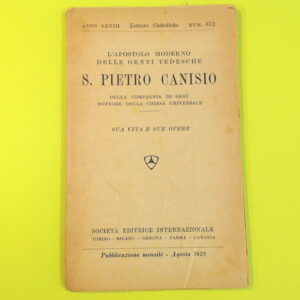 ANNO LXXIII Letture Cattoliche NUM. 872
L'APOSTOLO MODERNO
DELLE GENTI TEDESCHE
S. PIETRO CANISIO
DELLA COMPAGNIA DI GESÙ
DOTTORE DELLA CHIESA UNIVERSALE
SUA VITA E SUE OPERE
SOCIETÀ EDITRICE INTERNAZIONALE
TORINO - MILANO - GENOVA - PARMA - CATANIA
Pubblicazione mensile - Agosto 1925